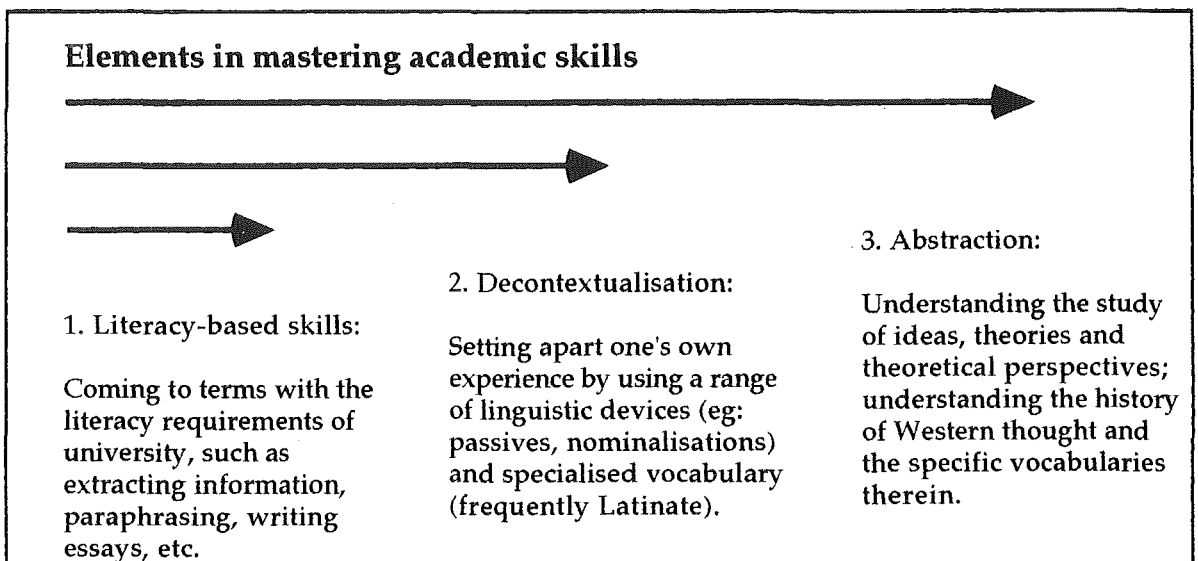 Elements in mastering academic skills
1. Literacy-based skills:
Coming to terms with the
literacy requirements of
university, such as
extracting information,
paraphrasing, writing
essays, etc.
2. Decontextualisation:
Setting apart one's own
experience by using a range
of linguistic devices (eg:
passives, nominalisations)
and specialised vocabulary
(frequently Latinate).
3. Abstraction:
Understanding the study
of ideas, theories and
theoretical perspectives;
understanding the history
of Western thought and
the specific vocabularies
therein.